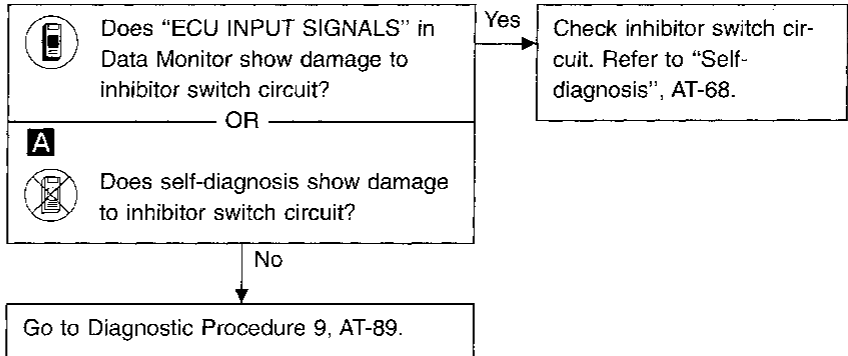 Does “ECU INPUT SIGNALS” in
Data Monitor show damage to
inhibitor switch circuit?
Yes
Check inhibitor switch cir-
cuit. Refer to “Self-
diagnosis”, AT-68.
OR
A
Does self-diagnosis show damage
to inhibitor switch circuit?
No
Go to Diagnostic Procedure 9, AT-89.